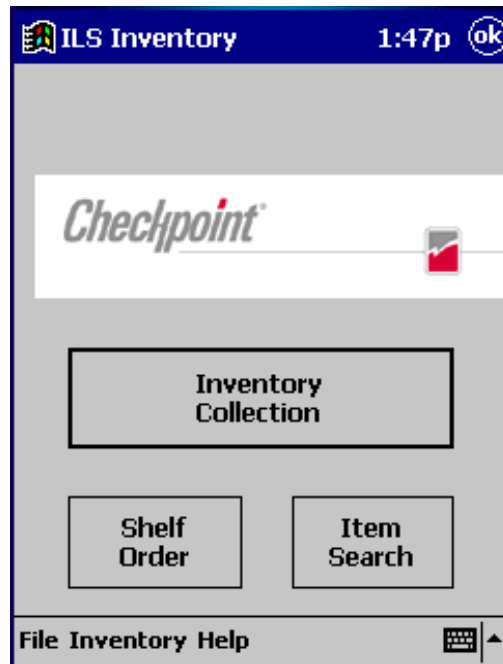 ILS Inventory 1:47p ok
Checkpoint®
Inventory
Collection
Shelf
Order
Item
Search
File Inventory Help